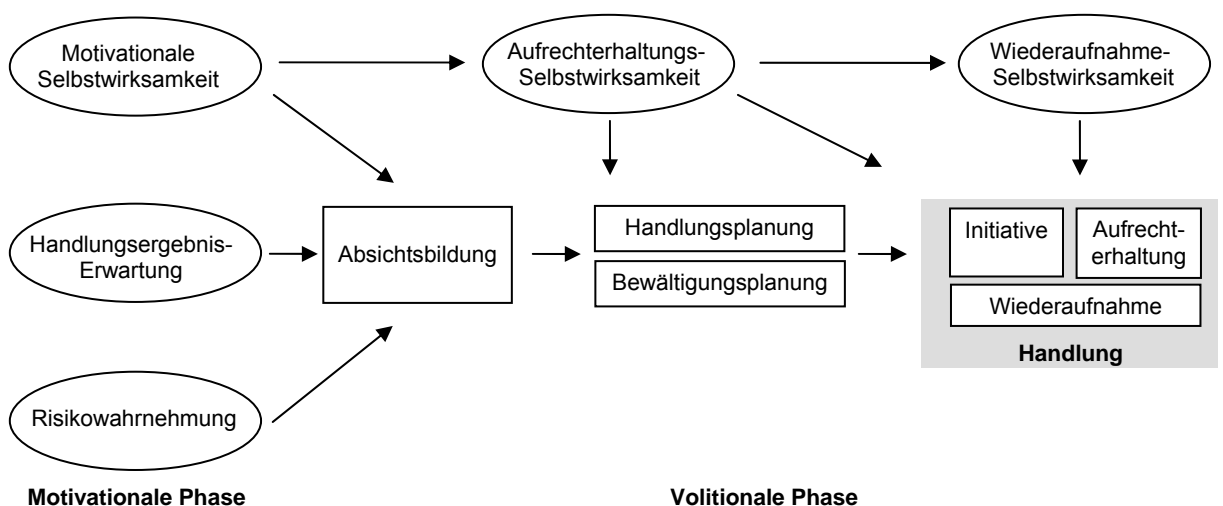 Motivationale
Selbstwirksamkeit
Aufrechterhaltungs-
Selbstwirksamkeit
Wiederaufnahme-
Selbstwirksamkeit
Handlungsergebnis-
Erwartung
Absichtsbildung
Handlungsplanung
Bewältigungsplanung
Initiative
Aufrecht-
erhaltung
Wiederaufnahme
Handlung
Risikowahrnehmung
Motivationale Phase
Volitionale Phase